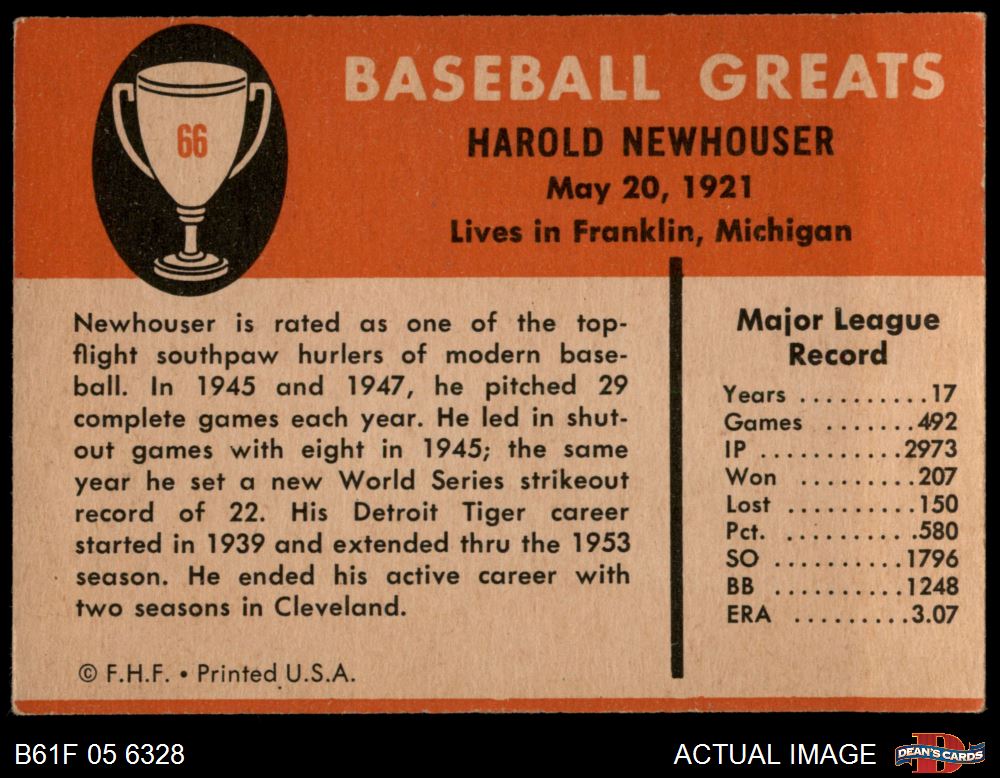 66
BASEBALL GREATS
HAROLD NEWHOUSER
May 20, 1921
Lives in Franklin, Michigan
Newhouser is rated as one of the top-
flight southpaw hurlers of modern base-
ball. In 1945 and 1947, he pitched 29
complete games each year. He led in shut-
out games with eight in 1945; the same
year he set a new World Series strikeout
record of 22. His Detroit Tiger career
started in 1939 and extended thru the 1953
season. He ended his active career with
two seasons in Cleveland.
© F.H.F. • Printed U.S.A.
Major League
Record
Years ..........17
Games .......492
IP ...........2973
Won .........207
Lost ..........150
Pct. ..........580
SO ..........1796
BB ..........1248
ERA .........3.07
B61F 05 6328
ACTUAL IMAGE
D
DEAN'S CARDS